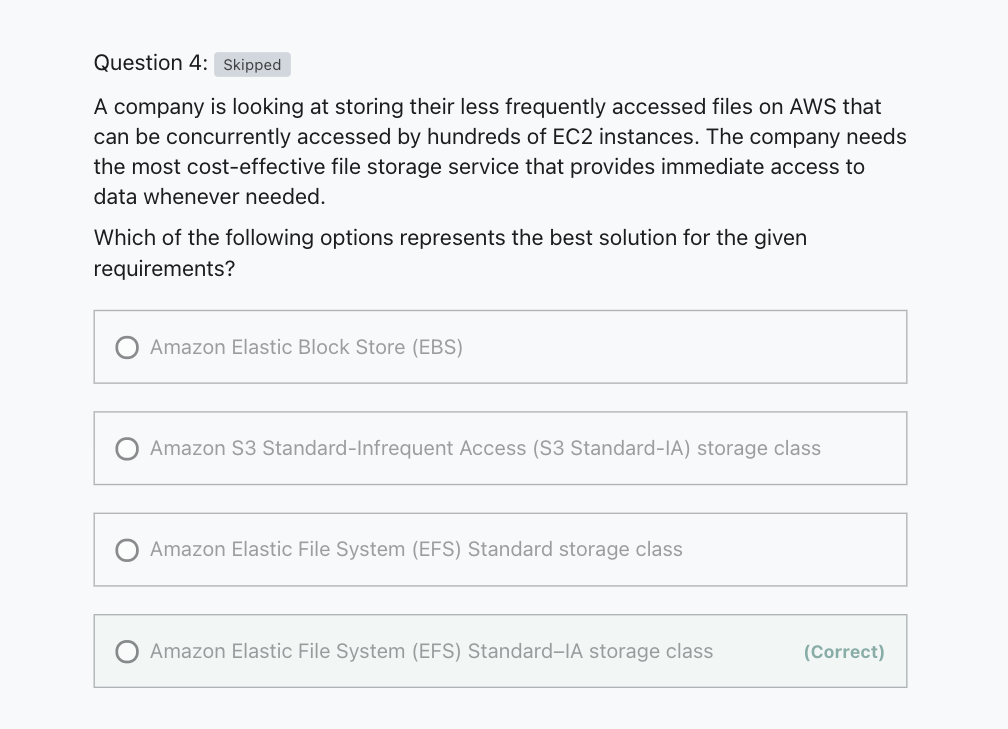 Question 4: Skipped
A company is looking at storing their less frequently accessed files on AWS that
can be concurrently accessed by hundreds of EC2 instances. The company needs
the most cost-effective file storage service that provides immediate access to
data whenever needed.
Which of the following options represents the best solution for the given
requirements?
Amazon Elastic Block Store (EBS)
Amazon S3 Standard-Infrequent Access (S3 Standard-IA) storage class
Amazon Elastic File System (EFS) Standard storage class
Amazon Elastic File System (EFS) Standard–IA storage class (Correct)